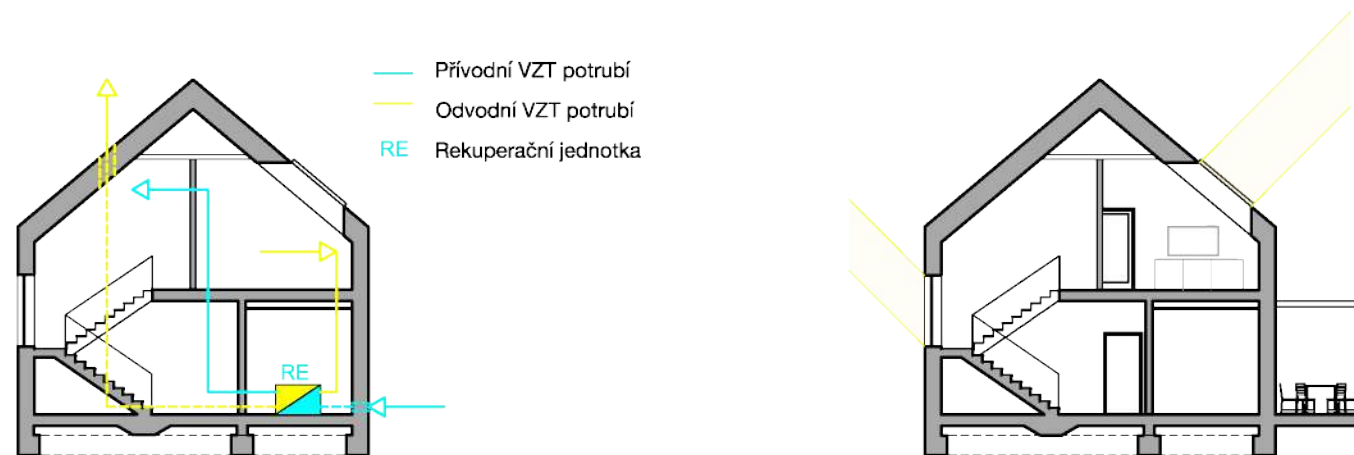 Přívodní VZT potrubí
Odvodní VZT potrubí
RE Rekuperační jednotka
RE